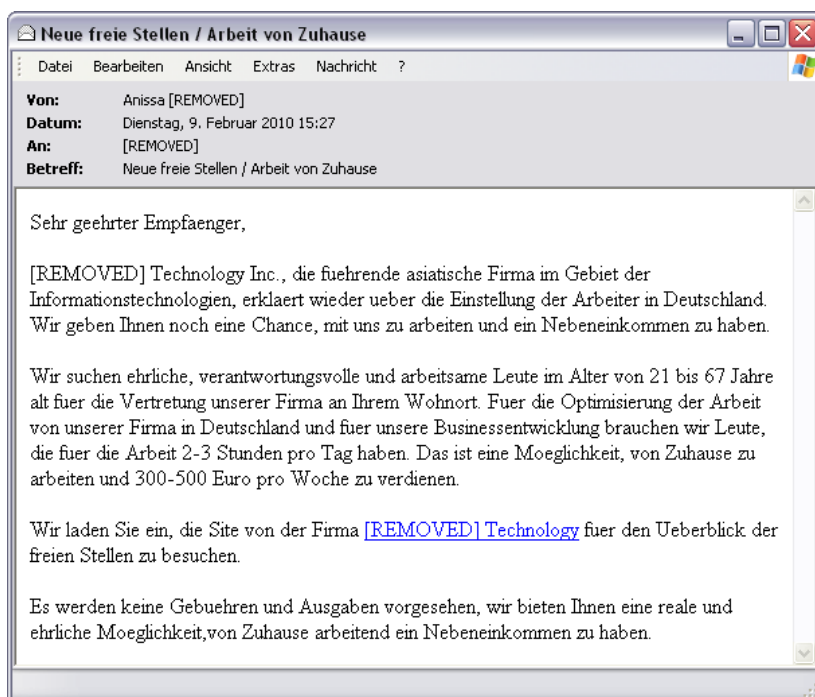 Neue freie Stellen / Arbeit von Zuhause
Datei Bearbeiten Ansicht Extras Nachricht ?
Von: Anissa [REMOVED]
Datum: Dienstag, 9. Februar 2010 15:27
An: [REMOVED]
Betreff: Neue freie Stellen / Arbeit von Zuhause
Sehr geehrter Empfaenger,
[REMOVED] Technology Inc., die fuehrende asiatische Firma im Gebiet der
Informationstechnologien, erklaert wieder ueber die Einstellung der Arbeiter in Deutschland.
Wir geben Ihnen noch eine Chance, mit uns zu arbeiten und ein Nebeneinkommen zu haben.
Wir suchen ehrliche, verantwortungsvolle und arbeitsame Leute im Alter von 21 bis 67 Jahre
alt fuer die Vertretung unserer Firma an Ihrem Wohnort. Fuer die Optimisierung der Arbeit
von unserer Firma in Deutschland und fuer unsere Businessentwicklung brauchen wir Leute,
die fuer die Arbeit 2-3 Stunden pro Tag haben. Das ist eine Moeglichkeit, von Zuhause zu
arbeiten und 300-500 Euro pro Woche zu verdienen.
Wir laden Sie ein, die Site von der Firma [REMOVED] Technology fuer den Ueberblick der
freien Stellen zu besuchen.
Es werden keine Gebuehren und Ausgaben vorgesehen, wir bieten Ihnen eine reale und
ehrliche Moeglichkeit,von Zuhause arbeitend ein Nebeneinkommen zu haben.